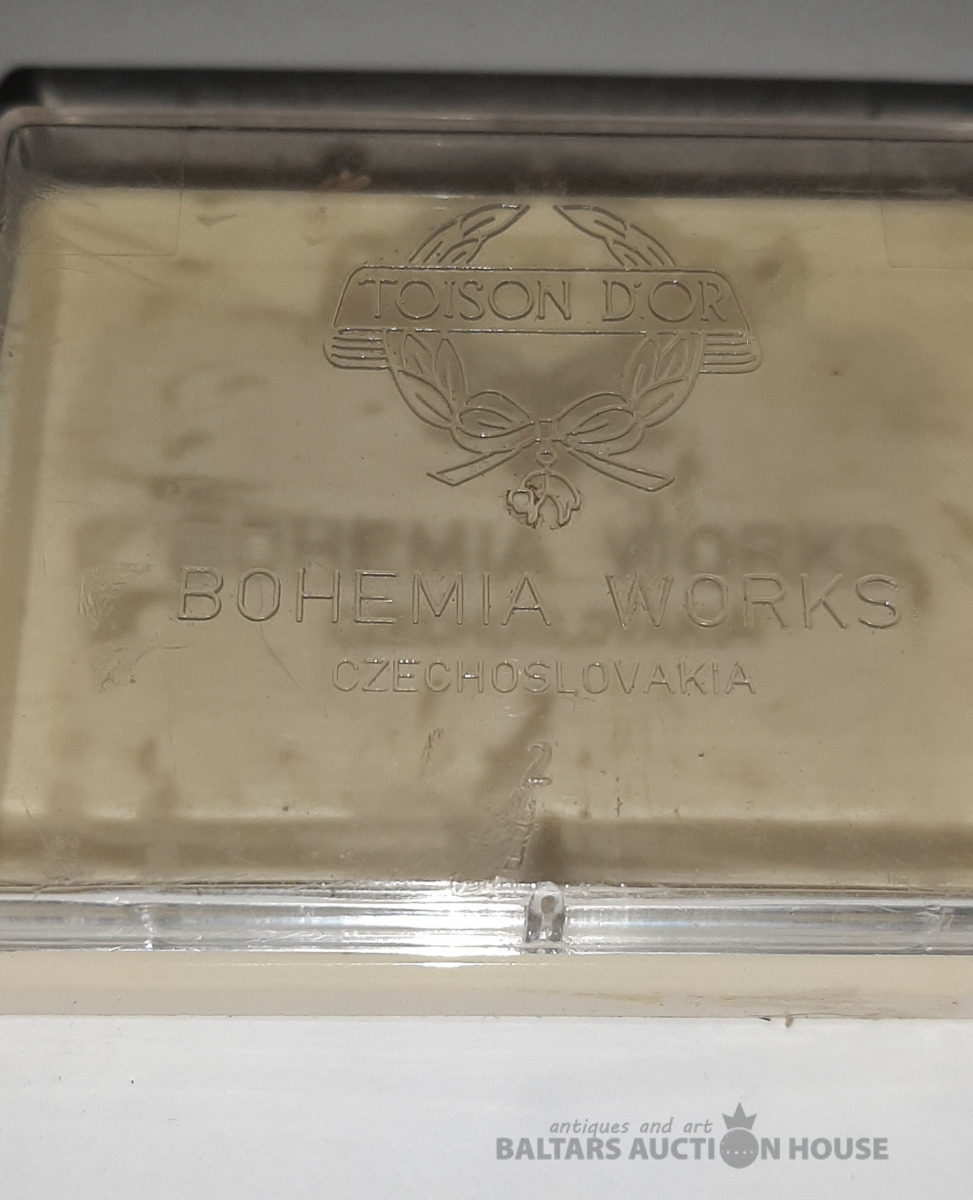 TOISON D'OR
BOHEMIA WORKS
CZECHOSLOVAKIA
2
antiques and art
BALTARS AUCTION HOUSE